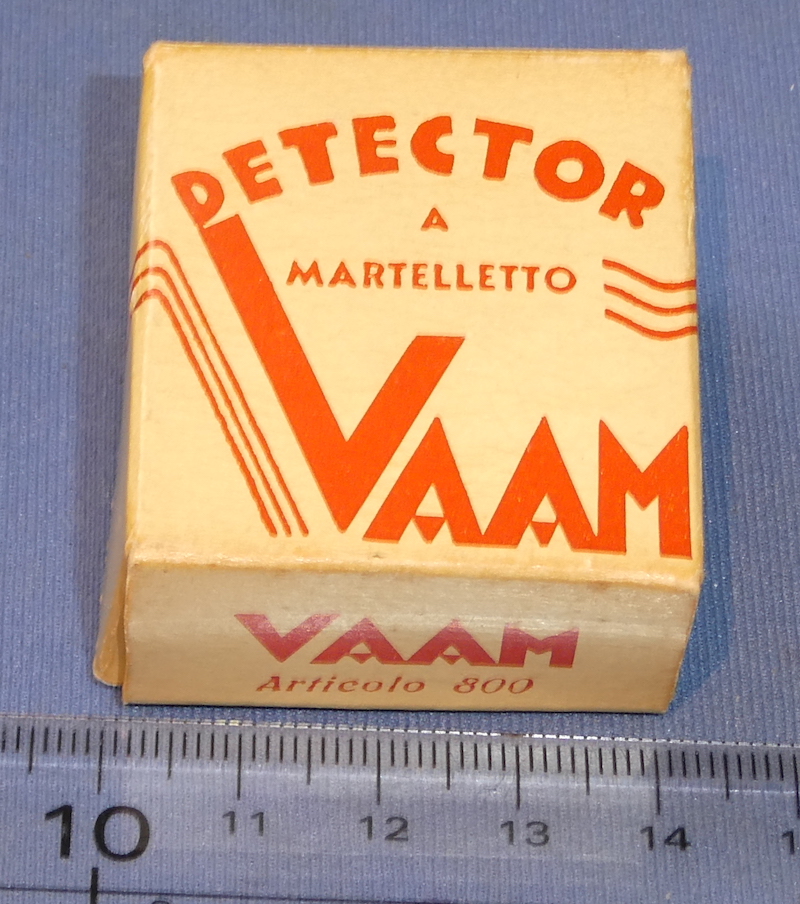 DETECTOR
A
MARTELLETTO
VAAM
VAAM
Articolo 800
10 11 12 13 14